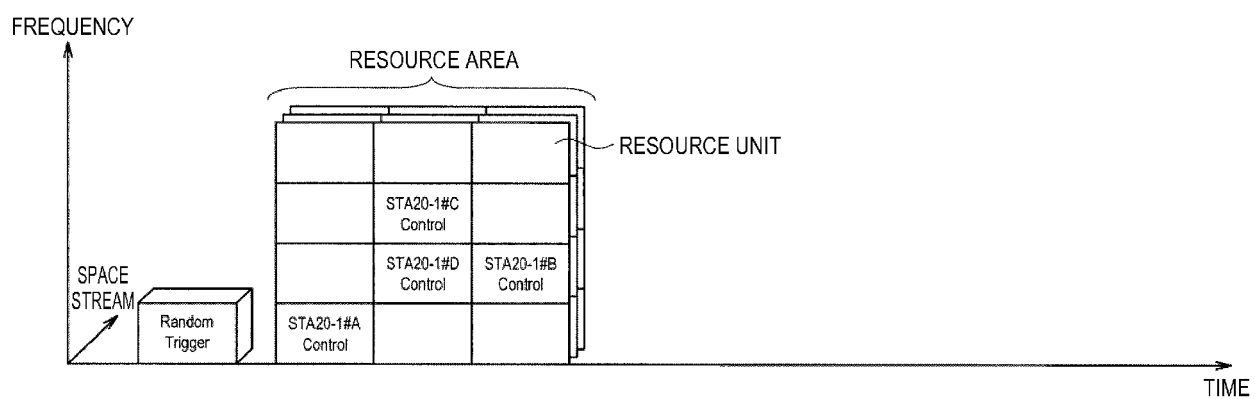 FREQUENCY
RESOURCE AREA
RESOURCE UNIT
STA20-1#C
Control
STA20-1#D
Control
STA20-1#B
Control
SPACE
STREAM
Random
Trigger
STA20-1#A
Control
TIME